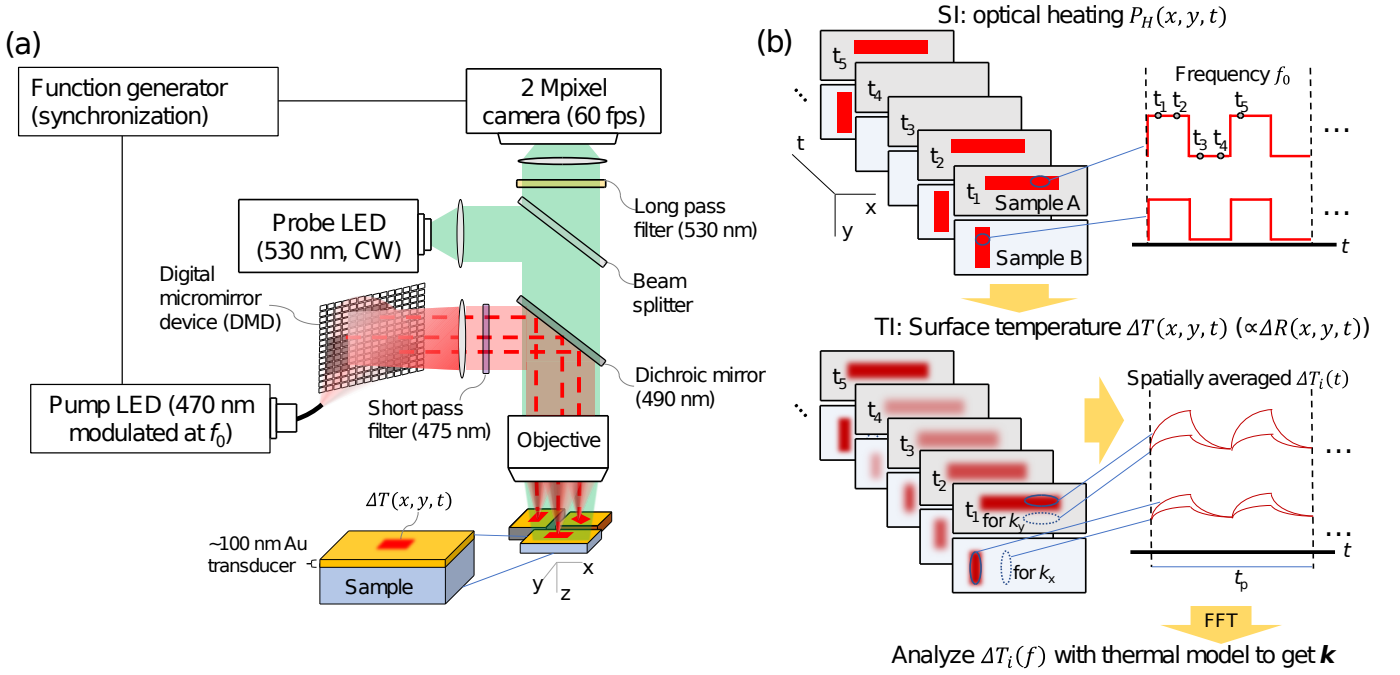 (a)
Function generator
(synchronization)
2 Mpixel
camera (60 fps)
Long pass
filter (530 nm)
Probe LED
(530 nm, CW)
Beam
splitter
Digital
micromirror
device (DMD)
Dichroic mirror
(490 nm)
Short pass
filter (475 nm)
Pump LED (470 nm
modulated at f₀)
Objective
ΔT(x, y, t)
~100 nm Au
transducer
Sample
y
x
z
(b)
SI: optical heating P_H(x, y, t)
t₅
t₄
t₃
t₂
t₁
Sample A
Sample B
...
t
x
y
Frequency f₀
t₁ t₂ t₅
t₃ t₄
...
...
t
TI: Surface temperature ΔT(x, y, t) (∝ΔR(x, y, t))
t₅
t₄
t₃
t₂
t₁
for k_y
for kₓ
...
Spatially averaged ΔTᵢ(t)
...
...
t
t_p
FFT
Analyze ΔTᵢ(f) with thermal model to get k